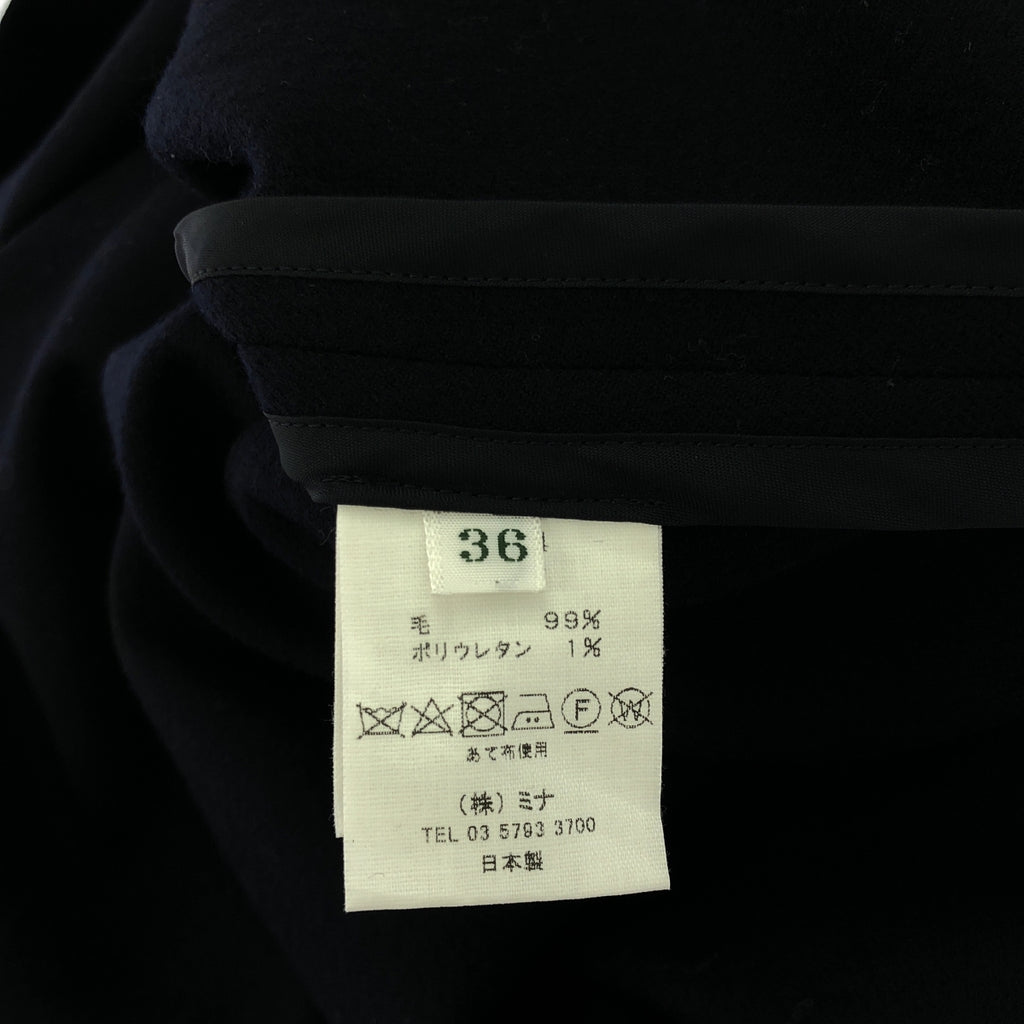 36
毛 99%
ポリウレタン 1%
F W
あて布使用
(株)ミナ
TEL 03 5793 3700
日本製